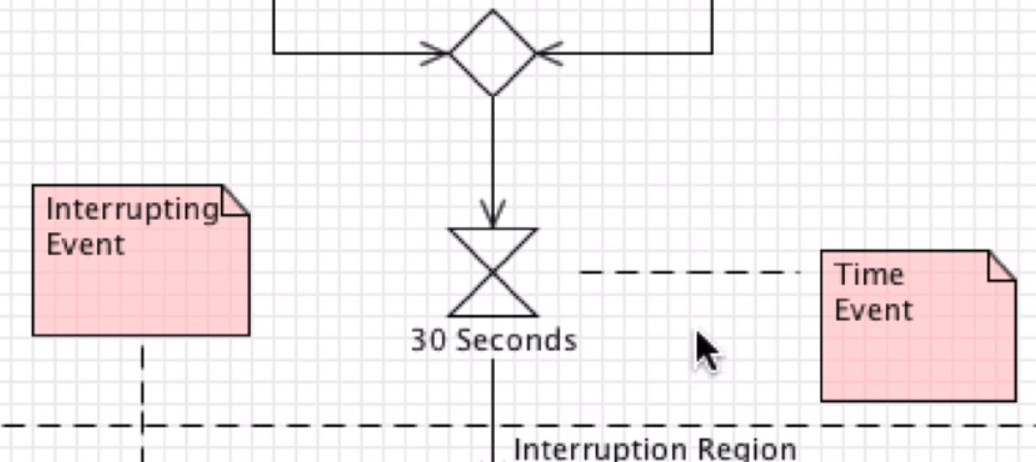 Interrupting
Event
Time
Event
30 Seconds
Interruption Region